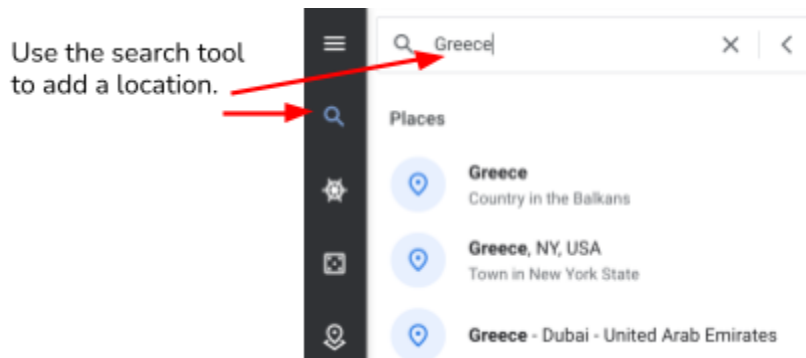 Use the search tool
to add a location.
Greece
Places
Greece
Country in the Balkans
Greece, NY, USA
Town in New York State
Greece - Dubai - United Arab Emirates